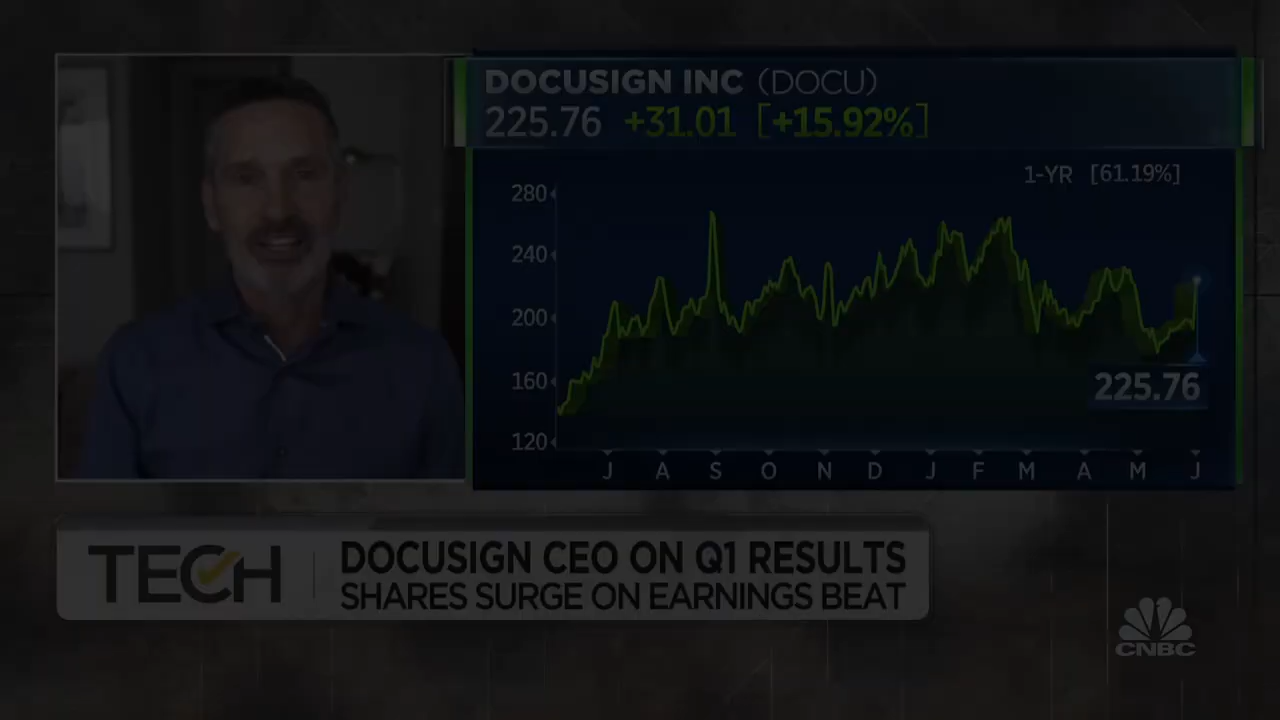 DOCUSIGN INC (DOCU)
225.76 +31.01 [+15.92%]
1-YR [61.19%]
280
240
200
160
120
225.76
J A S O N D J F M A M J
TECH
DOCUSIGN CEO ON Q1 RESULTS
SHARES SURGE ON EARNINGS BEAT
CNBC